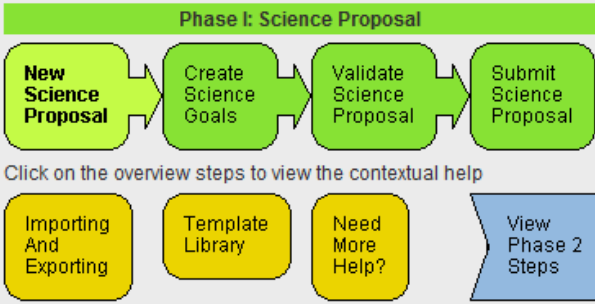 Phase I: Science Proposal
New
Science
Proposal
Create
Science
Goals
Validate
Science
Proposal
Submit
Science
Proposal
Click on the overview steps to view the contextual help
Importing
And
Exporting
Template
Library
Need
More
Help?
View
Phase 2
Steps